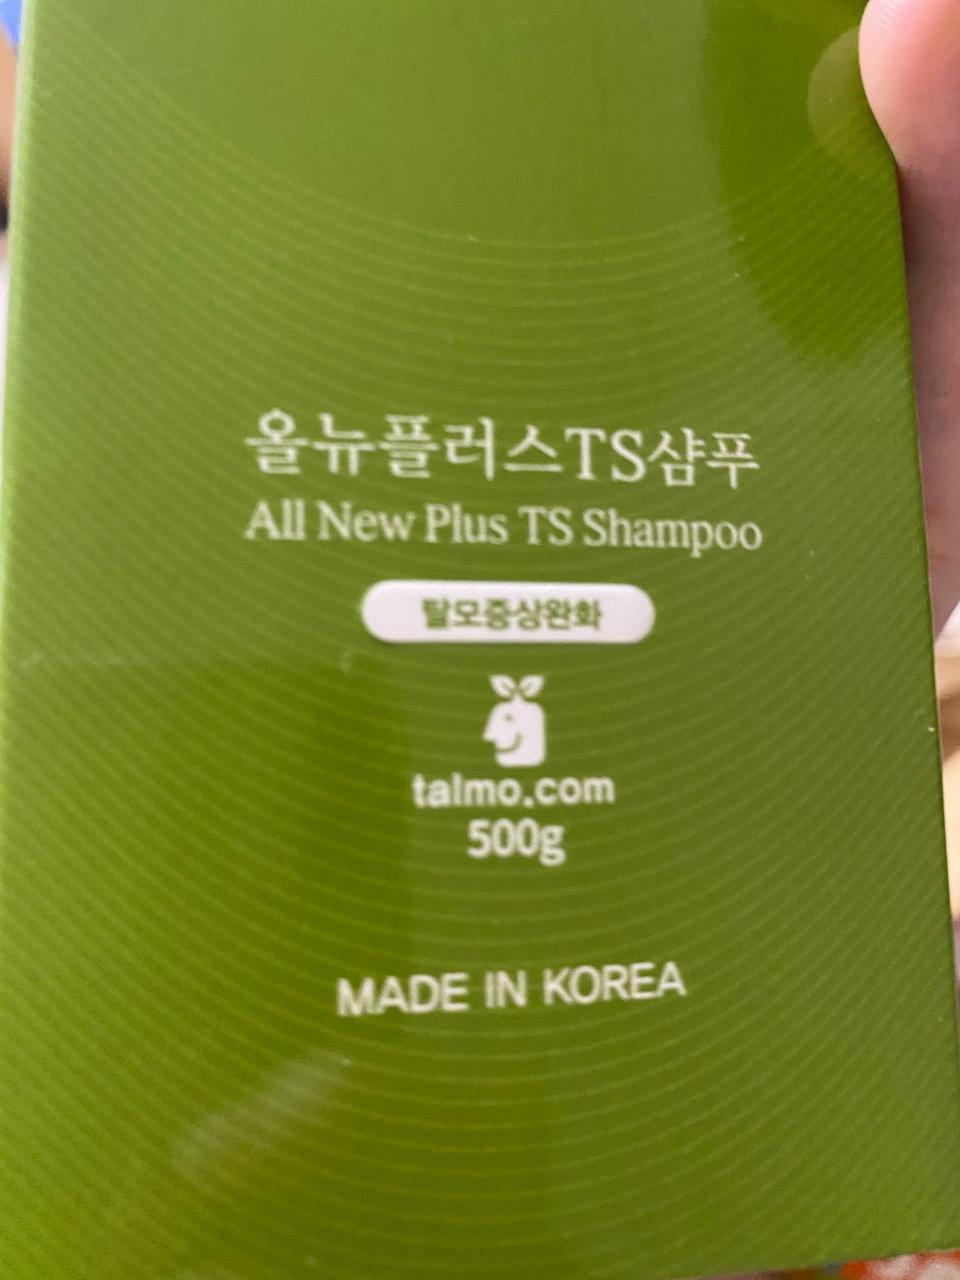 올뉴플러스TS샴푸
All New Plus TS Shampoo
탈모증상완화
talmo.com
500g
MADE IN KOREA